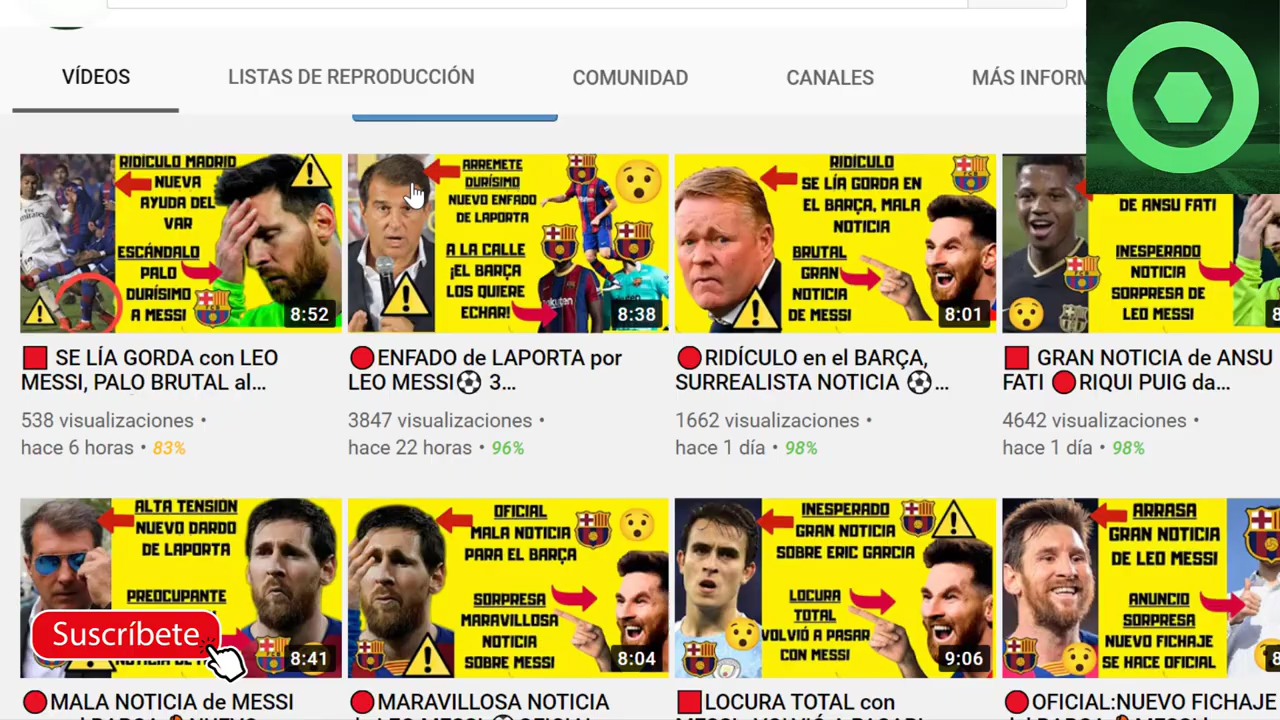 VÍDEOS
LISTAS DE REPRODUCCIÓN
COMUNIDAD
CANALES
MÁS INFORM
RIDÍCULO MADRID
NUEVA
AYUDA DEL
VAR
ESCÁNDALO
PALO
DURÍSIMO
A MESSI
8:52
ARREMETE
DURÍSIMO
NUEVO ENFADO
DE LAPORTA
A LA CALLE
¡EL BARÇA
LOS QUIERE
ECHAR!
8:38
RIDÍCULO
SE LÍA GORDA EN
EL BARÇA, MALA
NOTICIA
BRUTAL
GRAN
NOTICIA
DE MESSI
8:01
DE ANSU FATI
INESPERADO
NOTICIA
SORPRESA DE
LEO MESSI
8
SE LÍA GORDA con LEO
MESSI, PALO BRUTAL al...
538 visualizaciones •
hace 6 horas • 83%
ENFADO de LAPORTA por
LEO MESSI⚽ 3...
3847 visualizaciones •
hace 22 horas • 96%
RIDÍCULO en el BARÇA,
SURREALISTA NOTICIA ⚽...
1662 visualizaciones •
hace 1 día • 98%
GRAN NOTICIA de ANSU
FATI 🔴RIQUI PUIG da...
4642 visualizaciones •
hace 1 día • 98%
ALTA TENSIÓN
NUEVO DARDO
DE LAPORTA
PREOCUPANTE
8:41
Suscríbete
OFICIAL
MALA NOTICIA
PARA EL BARÇA
SORPRESA
MARAVILLOSA
NOTICIA
SOBRE MESSI
8:04
INESPERADO
GRAN NOTICIA
SOBRE ERIC GARCIA
LOCURA
TOTAL
VOLVIÓ A PASAR
CON MESSI
9:06
ARRASA
GRAN NOTICIA
DE LEO MESSI
ANUNCIO
SORPRESA
NUEVO FICHAJE
SE HACE OFICIAL
8
MALA NOTICIA de MESSI
MARAVILLOSA NOTICIA
LOCURA TOTAL con
OFICIAL:NUEVO FICHAJE